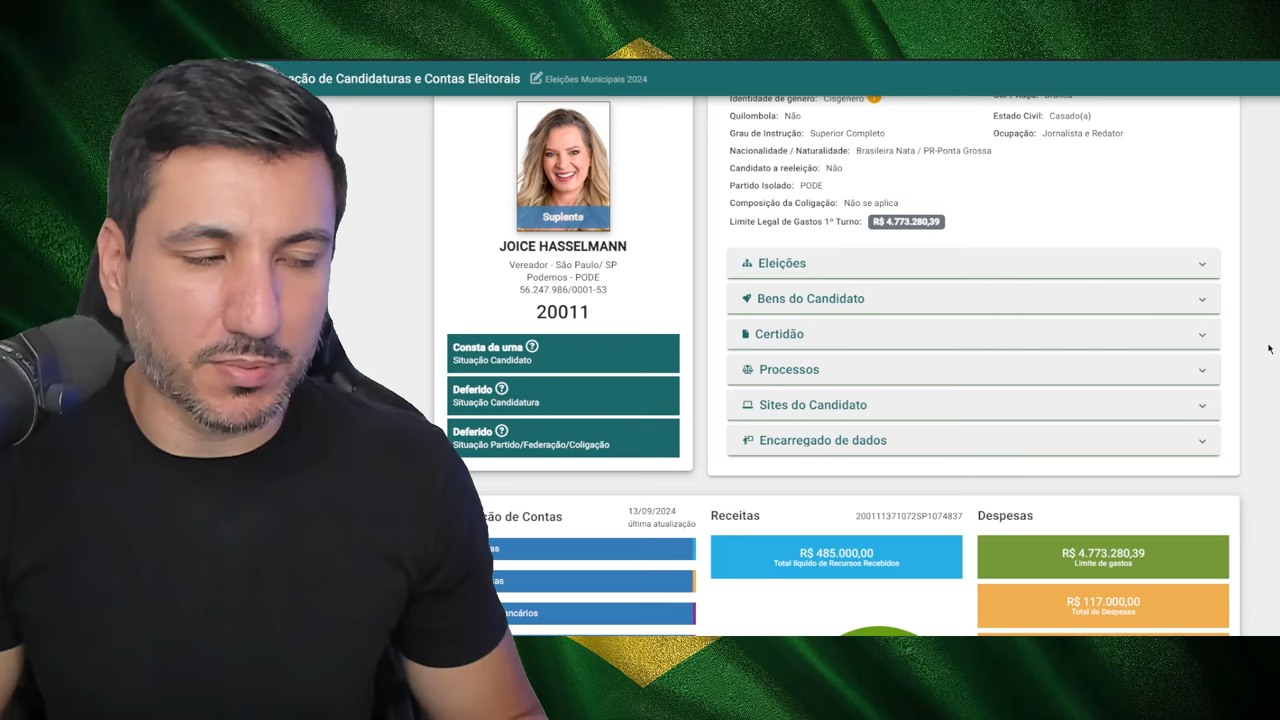 ção de Candidaturas e Contas Eleitorais
Eleições Municipais 2024
Suplente
JOICE HASSELMANN
Vereador - São Paulo/ SP
Podemos - PODE
56.247.986/0001-53
20011
Consta da urna
Situação Candidato
Deferido
Situação Candidatura
Deferido
Situação Partido/Federação/Coligação
Identidade de gênero: Cisgênero
Cor / Raça: Branca
Quilombola: Não
Estado Civil: Casado(a)
Grau de Instrução: Superior Completo
Ocupação: Jornalista e Redator
Nacionalidade / Naturalidade: Brasileira Nata / PR-Ponta Grossa
Candidato a reeleição: Não
Partido Isolado: PODE
Composição da Coligação: Não se aplica
Limite Legal de Gastos 1º Turno: R$ 4.773.280,39
Eleições
Bens do Candidato
Certidão
Processos
Sites do Candidato
Encarregado de dados
ção de Contas
13/09/2024
última atualização
as
sas
ancários
Receitas
200111371072SP1074837
R$ 485.000,00
Total líquido de Recursos Recebidos
Despesas
R$ 4.773.280,39
Limite de gastos
R$ 117.000,00
Total de Despesas